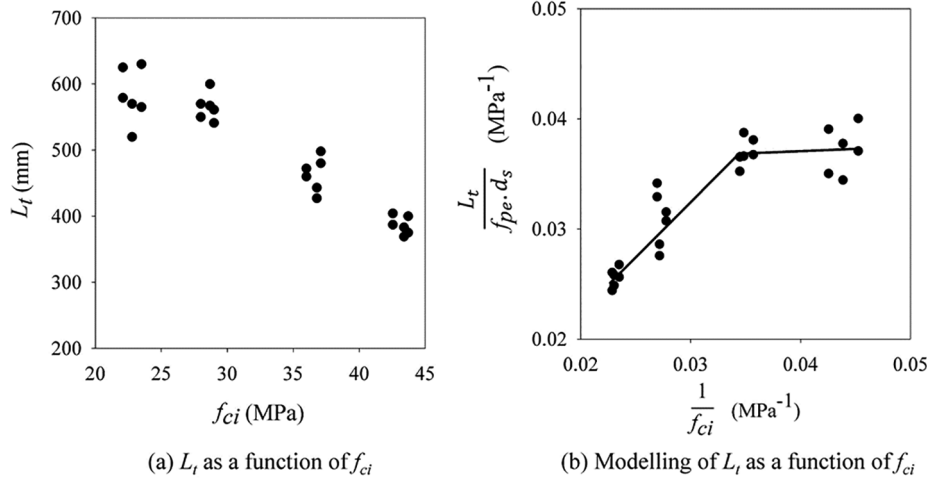 700
600
500
400
300
200
L_t (mm)
20 25 30 35 40 45
f_ci (MPa)
(a) L_t as a function of f_ci
0.05
0.04
0.03
0.02
L_t / f_pe . d_s (MPa⁻¹)
0.02 0.03 0.04 0.05
1 / f_ci (MPa⁻¹)
(b) Modelling of L_t as a function of f_ci